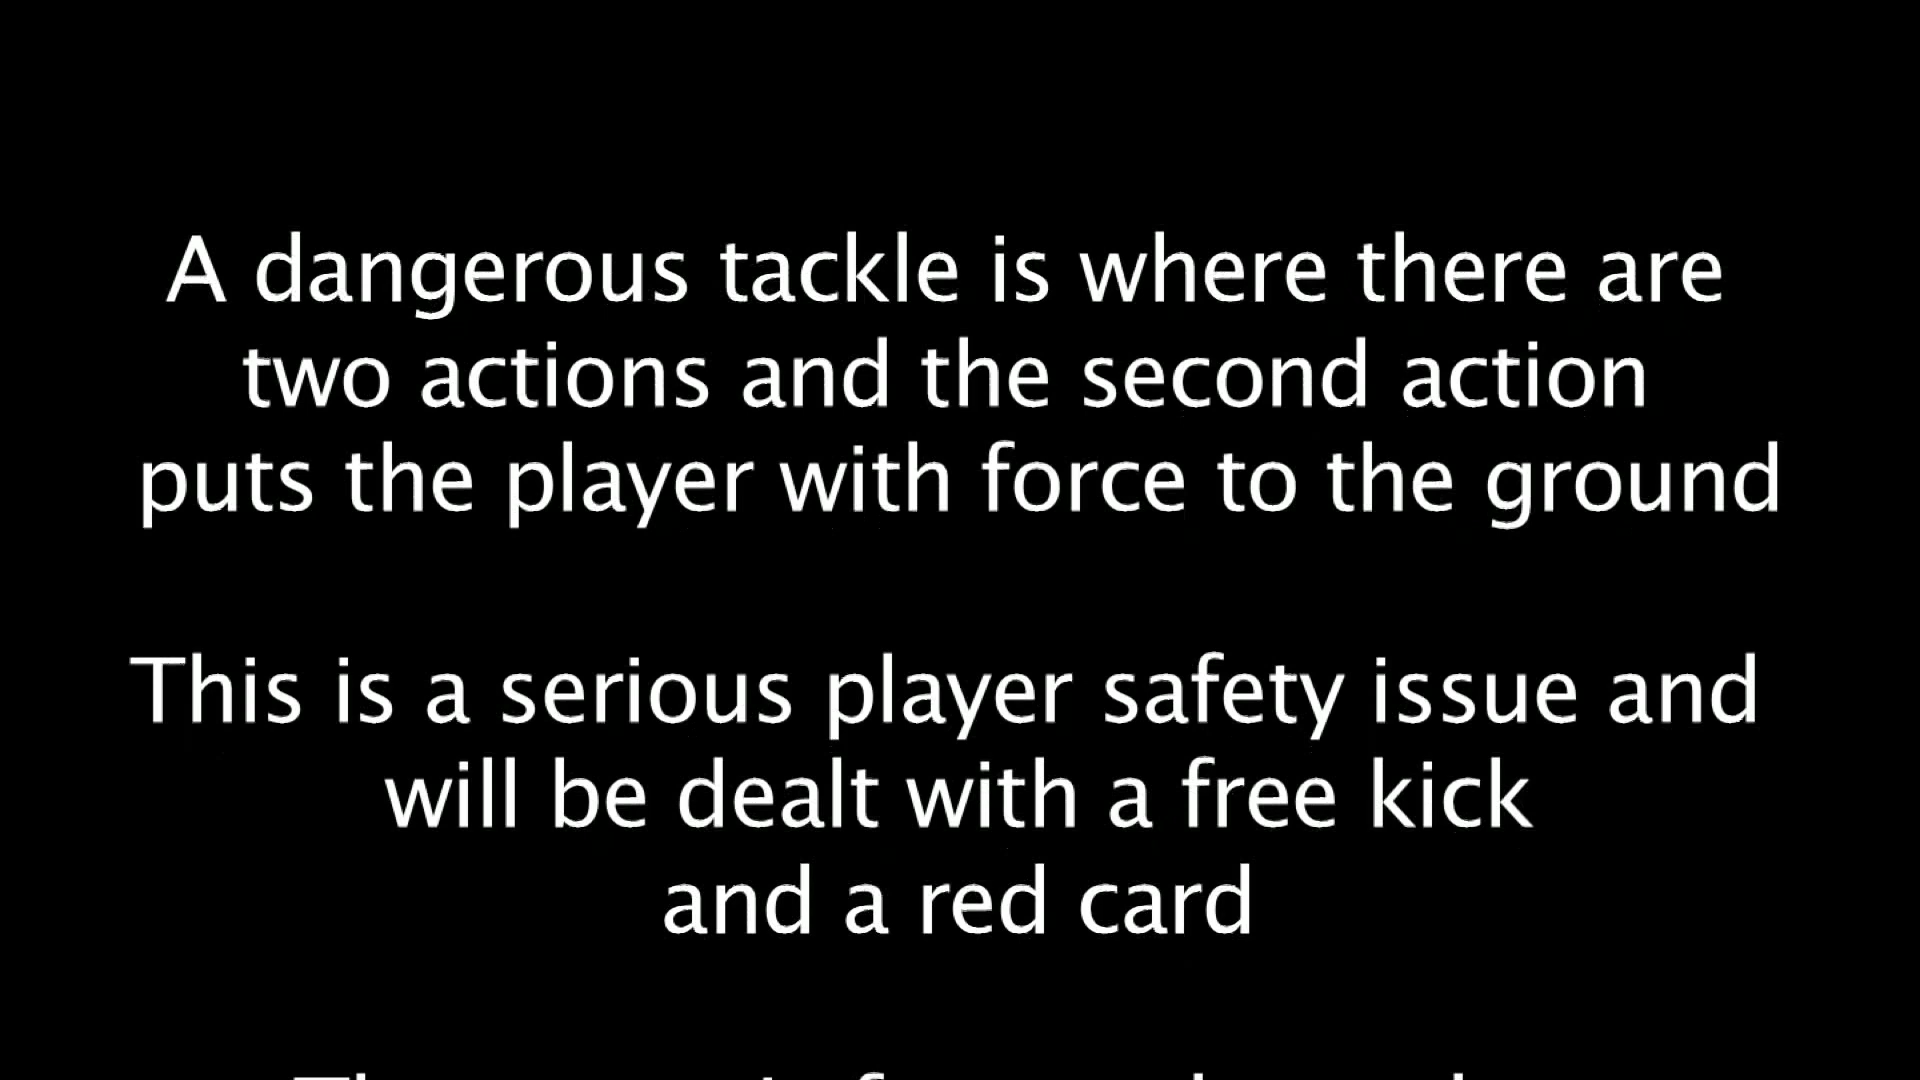 A dangerous tackle is where there are
two actions and the second action
puts the player with force to the ground
This is a serious player safety issue and
will be dealt with a free kick
and a red card